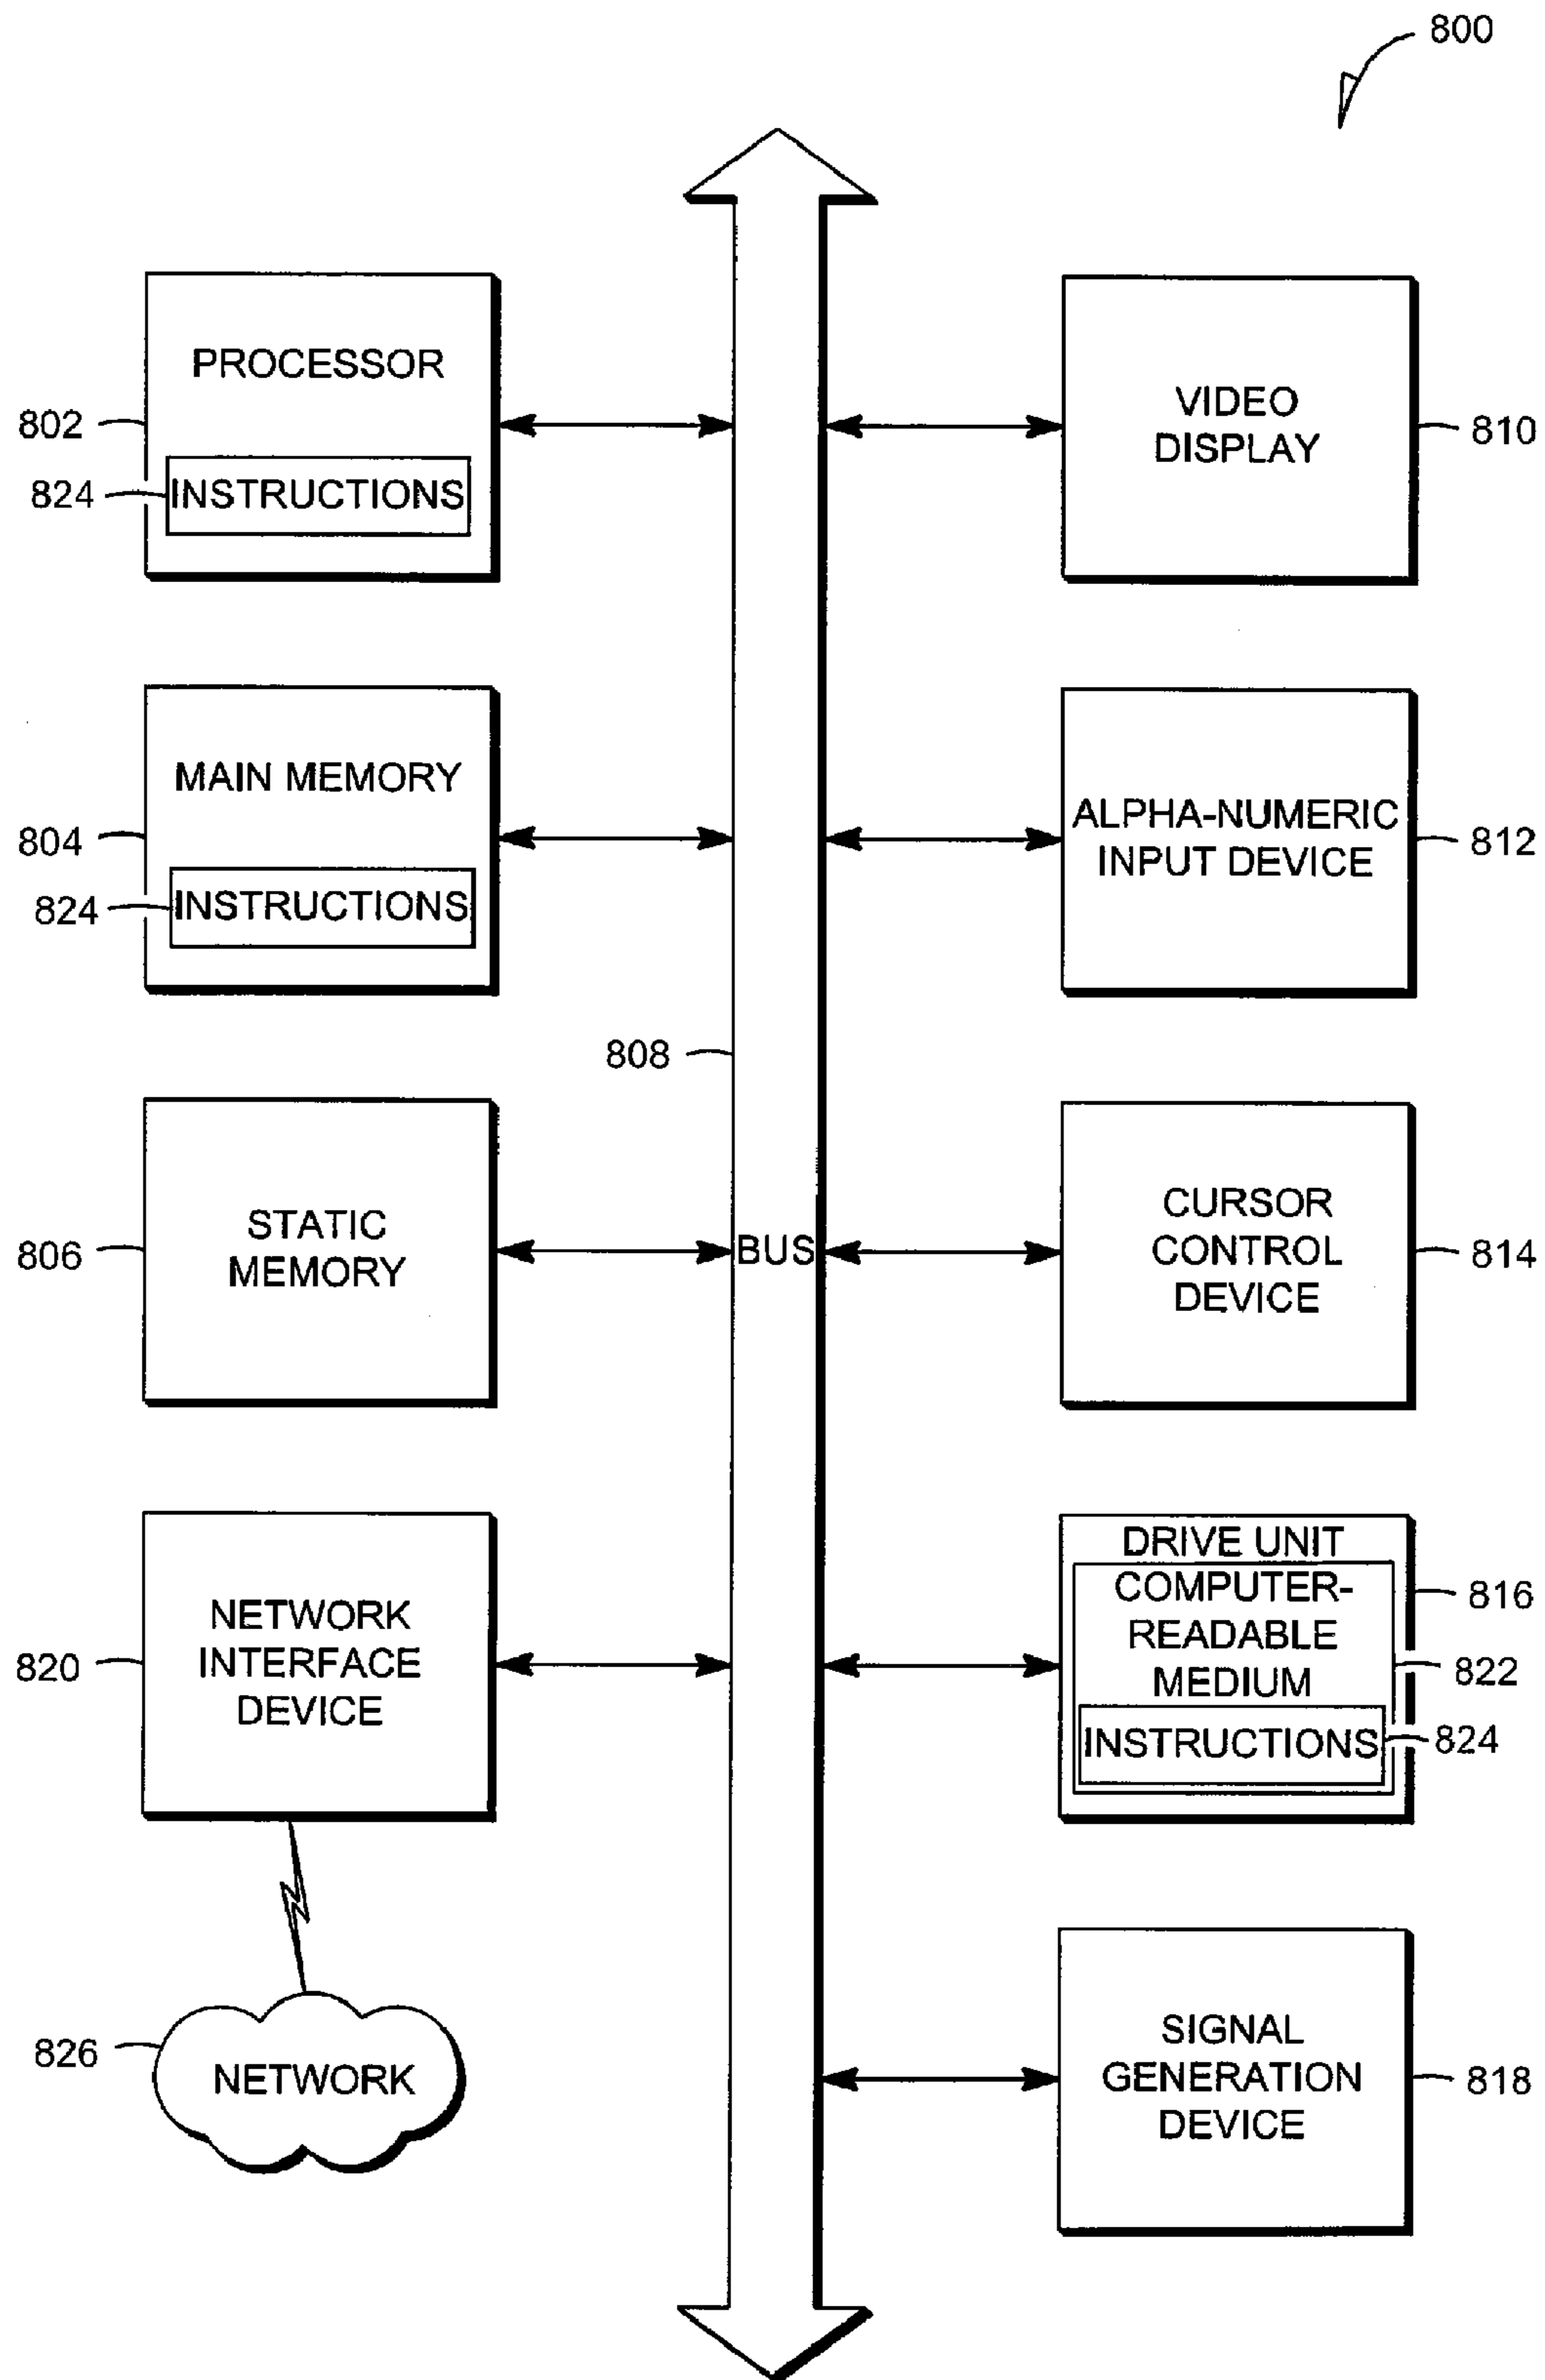 800
PROCESSOR
802
824
INSTRUCTIONS
VIDEO
DISPLAY
810
MAIN MEMORY
804
824
INSTRUCTIONS
ALPHA-NUMERIC
INPUT DEVICE
812
808
STATIC
MEMORY
806
BUS
CURSOR
CONTROL
DEVICE
814
NETWORK
INTERFACE
DEVICE
820
DRIVE UNIT
COMPUTER-
READABLE
MEDIUM
816
822
INSTRUCTIONS
824
826
NETWORK
SIGNAL
GENERATION
DEVICE
818